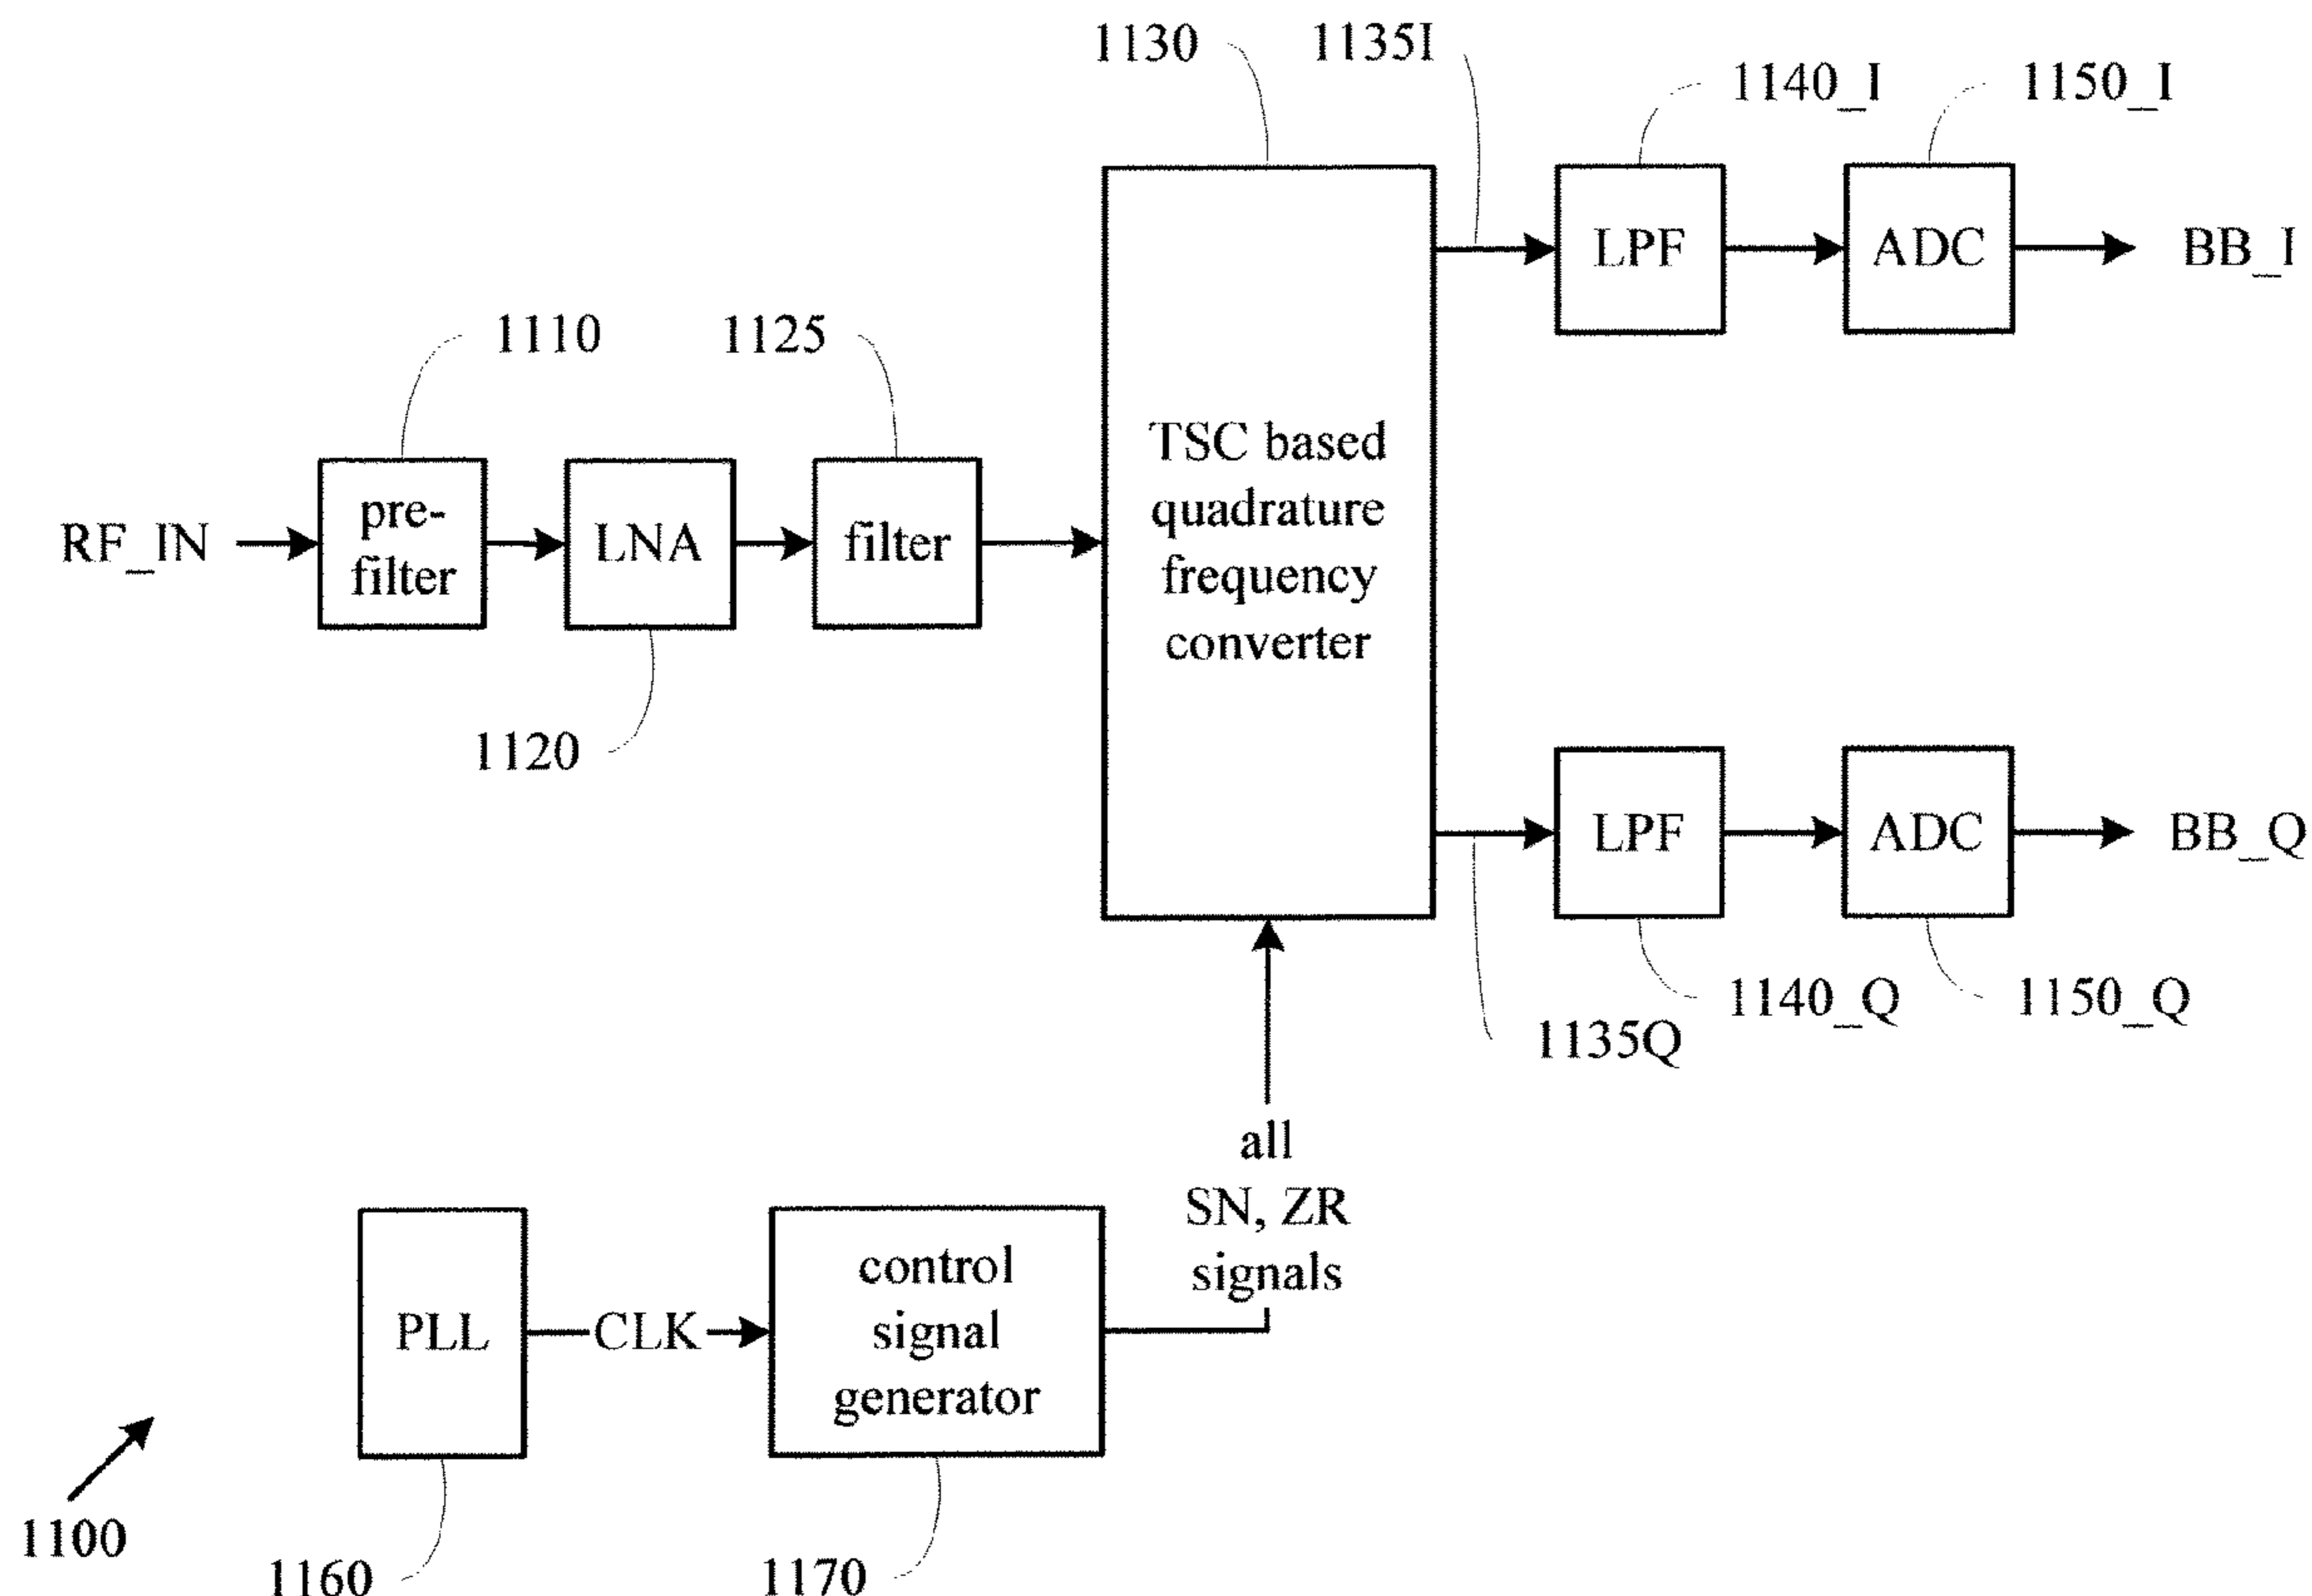 1130
1135I
1140_I
1150_I
LPF
ADC
BB_I
1110
1125
TSC based
quadrature
frequency
converter
RF_IN
pre-
filter
LNA
filter
1120
LPF
ADC
BB_Q
1140_Q
1150_Q
1135Q
all
SN, ZR
signals
PLL
CLK
control
signal
generator
1100
1160
1170